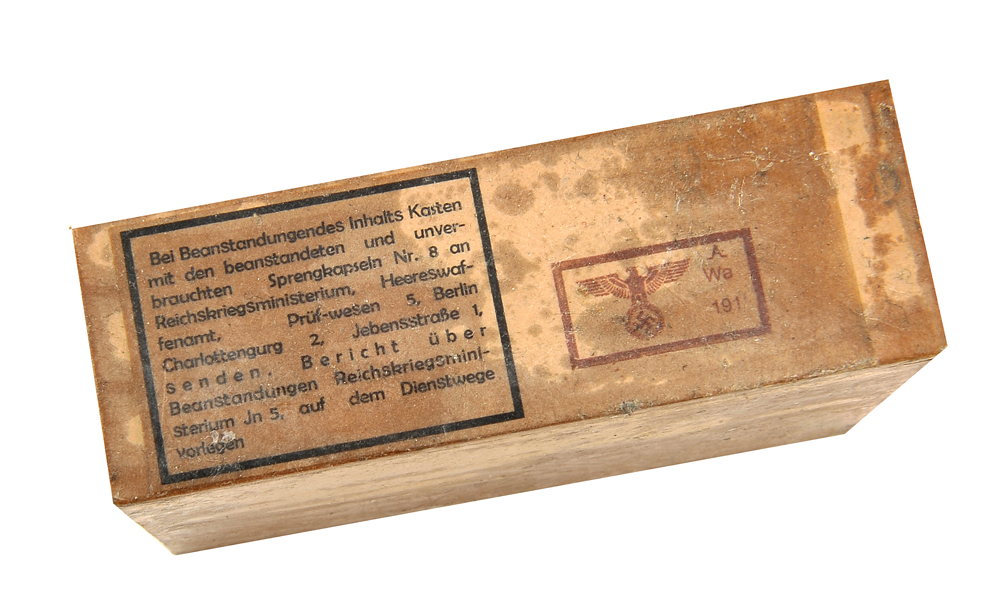 Bei Beanstandungendes Inhalts Kasten
mit den beanstandeten und unver-
brauchten Sprengkapseln Nr. 8 an
Reichskriegsministerium, Heereswaf-
fenamt, Prüf-wesen 5, Berlin
Charlottengurg 2, Jebensstraße 1,
senden. Bericht über
Beanstandungen Reichskriegsmini-
sterium Jn 5, auf dem Dienstwege
vorlegen
A.
Wa
191